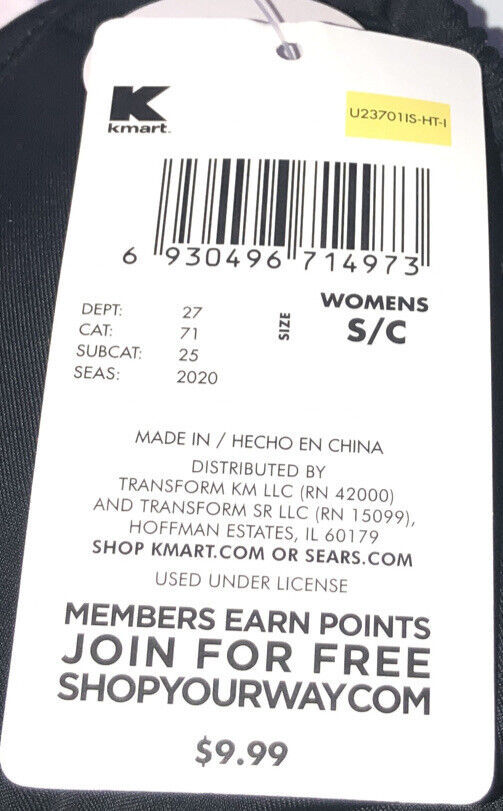 K
kmart.
U23701IS-HT-I
6 930496 714973
DEPT: 27
CAT: 71
SUBCAT: 25
SEAS: 2020
SIZE
WOMENS
S/C
MADE IN / HECHO EN CHINA
DISTRIBUTED BY
TRANSFORM KM LLC (RN 42000)
AND TRANSFORM SR LLC (RN 15099),
HOFFMAN ESTATES, IL 60179
SHOP KMART.COM OR SEARS.COM
USED UNDER LICENSE
MEMBERS EARN POINTS
JOIN FOR FREE
SHOPYOURWAY.COM
$9.99